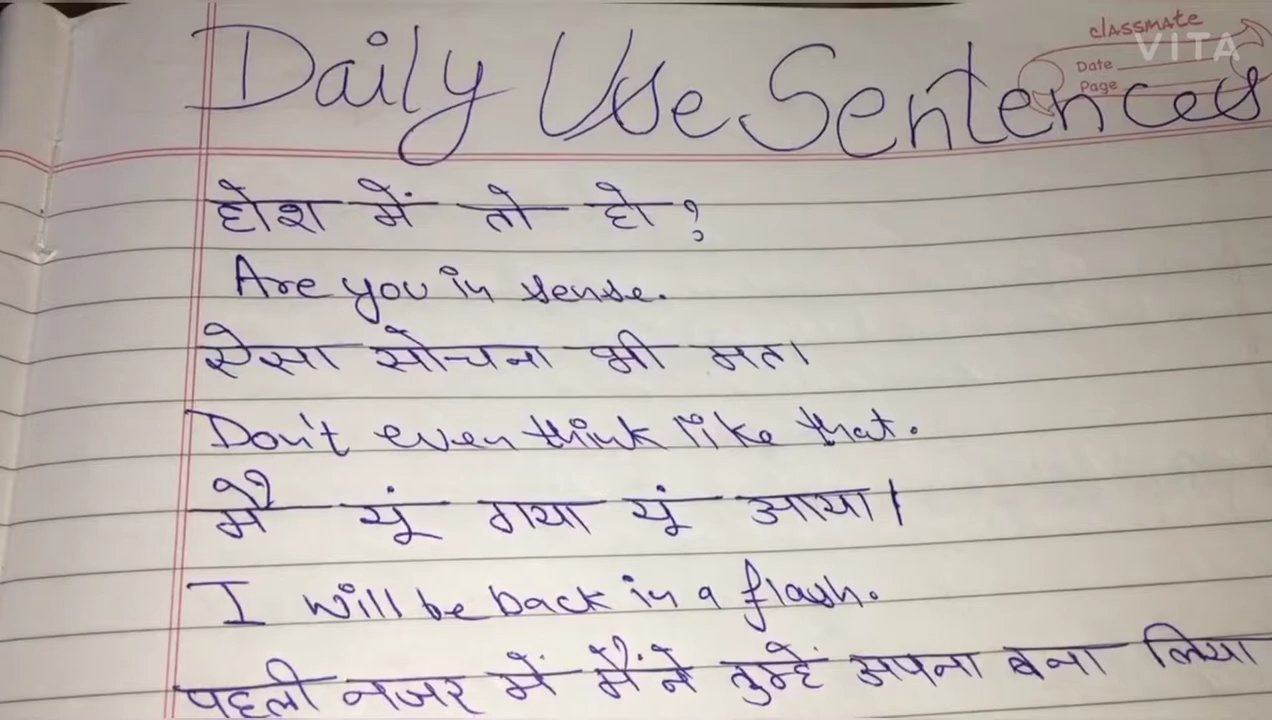 classmate
VITA
Date
Page
Daily Use Sentences
होश में तो हो ?
Are you in sense.
ऐसा सोचना भी मत।
Don't even think like that.
मैं यूं गया यूं आया।
I will be back in a flash.
पहली नजर में मैंने तुम्हें अपना बना लिया